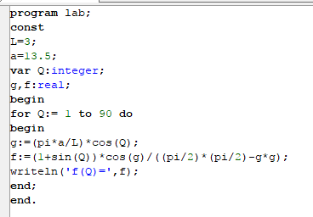 program lab;
const
L=3;
a=13.5;
var Q:integer;
g,f:real;
begin
for Q:= 1 to 90 do
begin
g:=(pi*a/L)*cos(Q);
f:=(1+sin(Q))*cos(g)/((pi/2)*(pi/2)-g*g);
writeln('f(Q)=',f);
end;
end.